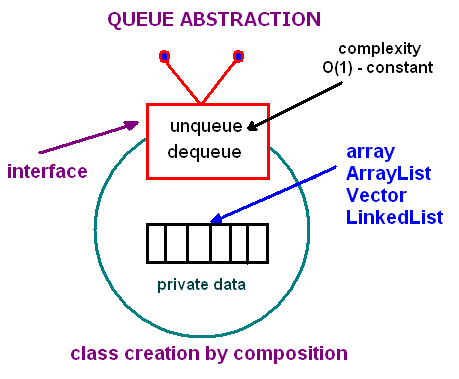 QUEUE ABSTRACTION
complexity
O(1) - constant
unqueue
dequeue
interface
array
ArrayList
Vector
LinkedList
private data
class creation by composition